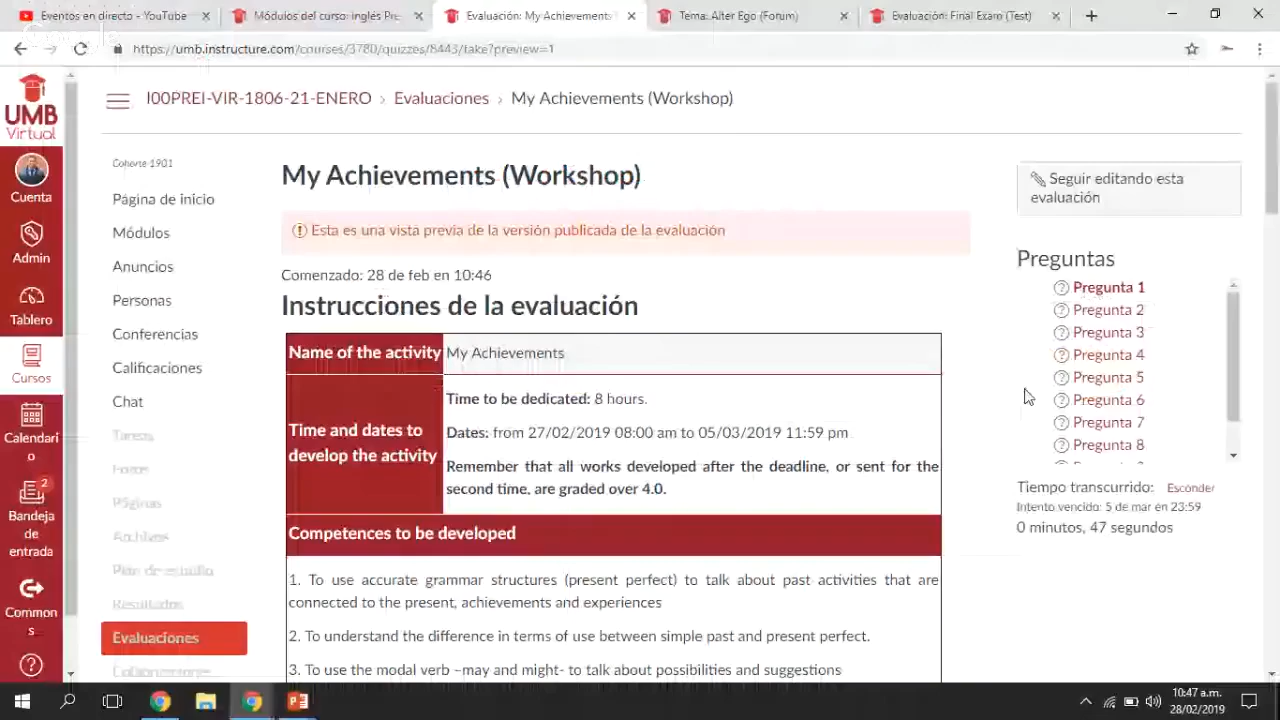 Eventos en directo - YouTube
Módulos del curso: Inglés Pre
Evaluación: My Achievements
Tema: Alter Ego (Forum)
Evaluación: Final Exam (Test)
https://umb.instructure.com/courses/3780/quizzes/8443/take?preview=1
UMB
Virtual
Cuenta
Admin
Tablero
Cursos
Calendari
o
2
Bandeja
de
entrada
Common
s
I00PREI-VIR-1806-21-ENERO › Evaluaciones › My Achievements (Workshop)
Cohorte 1901
Página de inicio
Módulos
Anuncios
Personas
Conferencias
Calificaciones
Chat
Tareas
Foros
Páginas
Archivos
Plan de estudio
Resultados
Evaluaciones
Colaboraciones
My Achievements (Workshop)
Esta es una vista previa de la versión publicada de la evaluación
Comenzado: 28 de feb en 10:46
Instrucciones de la evaluación
Name of the activity My Achievements
Time and dates to
develop the activity
Time to be dedicated: 8 hours.
Dates: from 27/02/2019 08:00 am to 05/03/2019 11:59 pm
Remember that all works developed after the deadline, or sent for the
second time, are graded over 4.0.
Competences to be developed
1. To use accurate grammar structures (present perfect) to talk about past activities that are
connected to the present, achievements and experiences
2. To understand the difference in terms of use between simple past and present perfect.
3. To use the modal verb –may and might- to talk about possibilities and suggestions
Seguir editando esta
evaluación
Preguntas
Pregunta 1
Pregunta 2
Pregunta 3
Pregunta 4
Pregunta 5
Pregunta 6
Pregunta 7
Pregunta 8
Tiempo transcurrido: Esconder
Intento vencido: 5 de mar en 23:59
0 minutos, 47 segundos
10:47 a.m.
28/02/2019